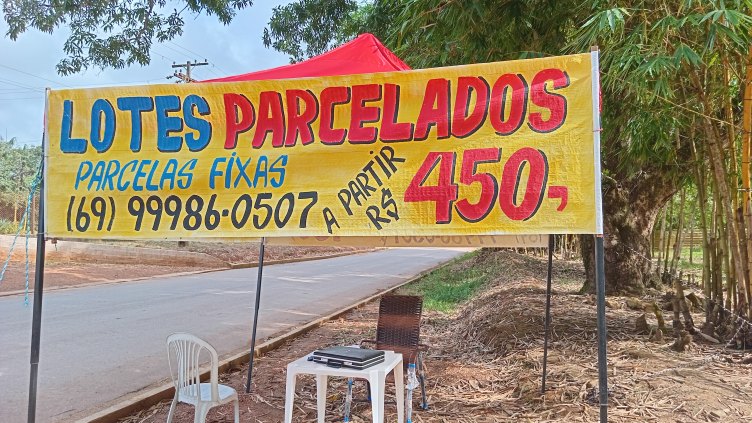 LOTES PARCELADOS
PARCELAS FIXAS
(69) 99986-0507
A PARTIR
R$ 450,